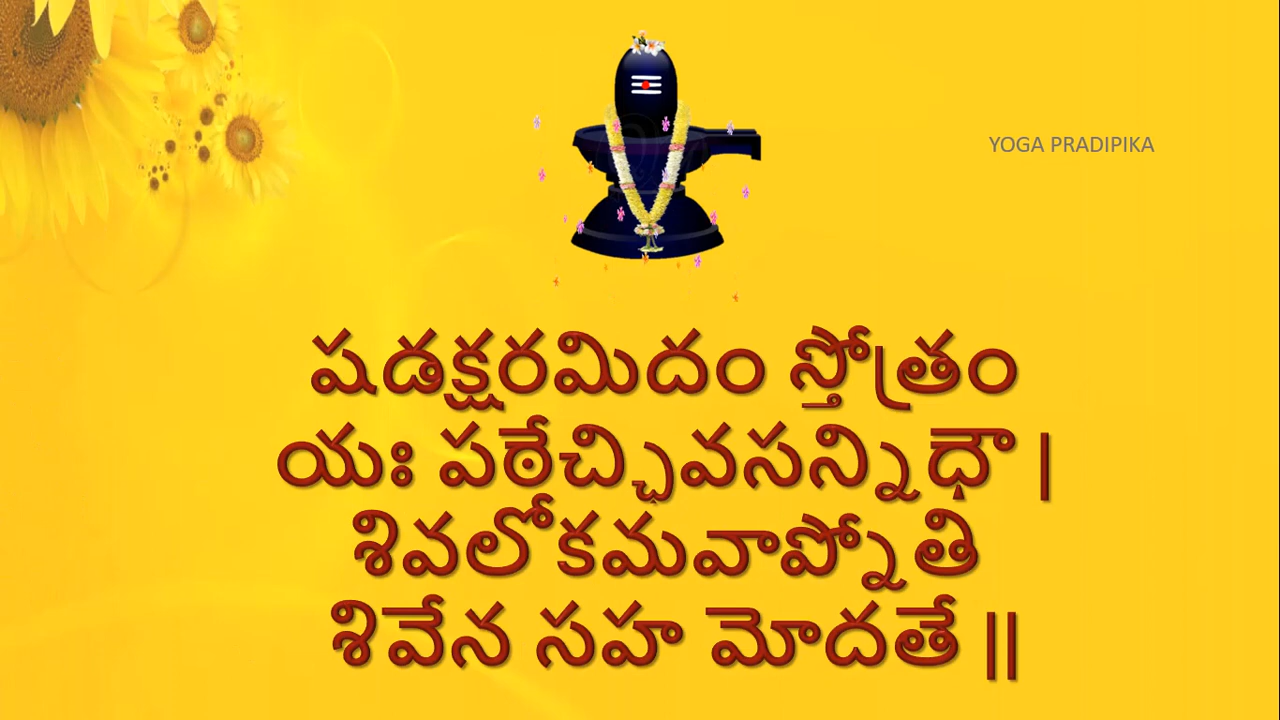 YOGA PRADIPIKA
షడక్షరమిదం స్తోత్రం
యః పఠేచ్ఛివసన్నిధౌ |
శివలోకమవాప్నోతి
శివేన సహ మోదతే ||